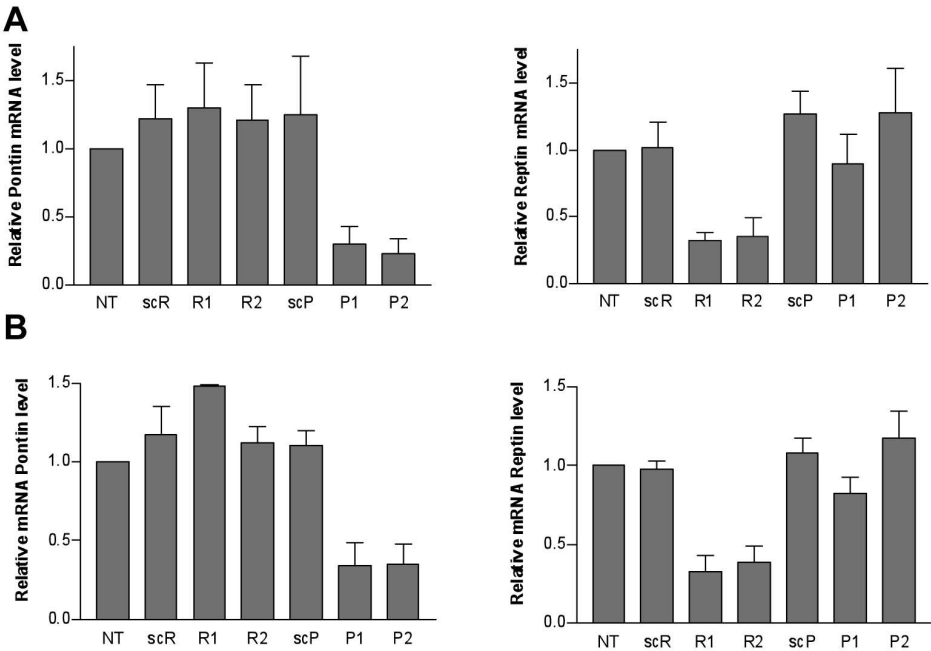 A
Relative Pontin mRNA level
1.5
1.0
0.5
0.0
NT scR R1 R2 scP P1 P2
Relative Reptin mRNA level
1.5
1.0
0.5
0.0
NT scR R1 R2 scP P1 P2
B
Relative mRNA Pontin level
1.5
1.0
0.5
0.0
NT scR R1 R2 scP P1 P2
Relative mRNA Reptin level
1.5
1.0
0.5
0.0
NT scR R1 R2 scP P1 P2